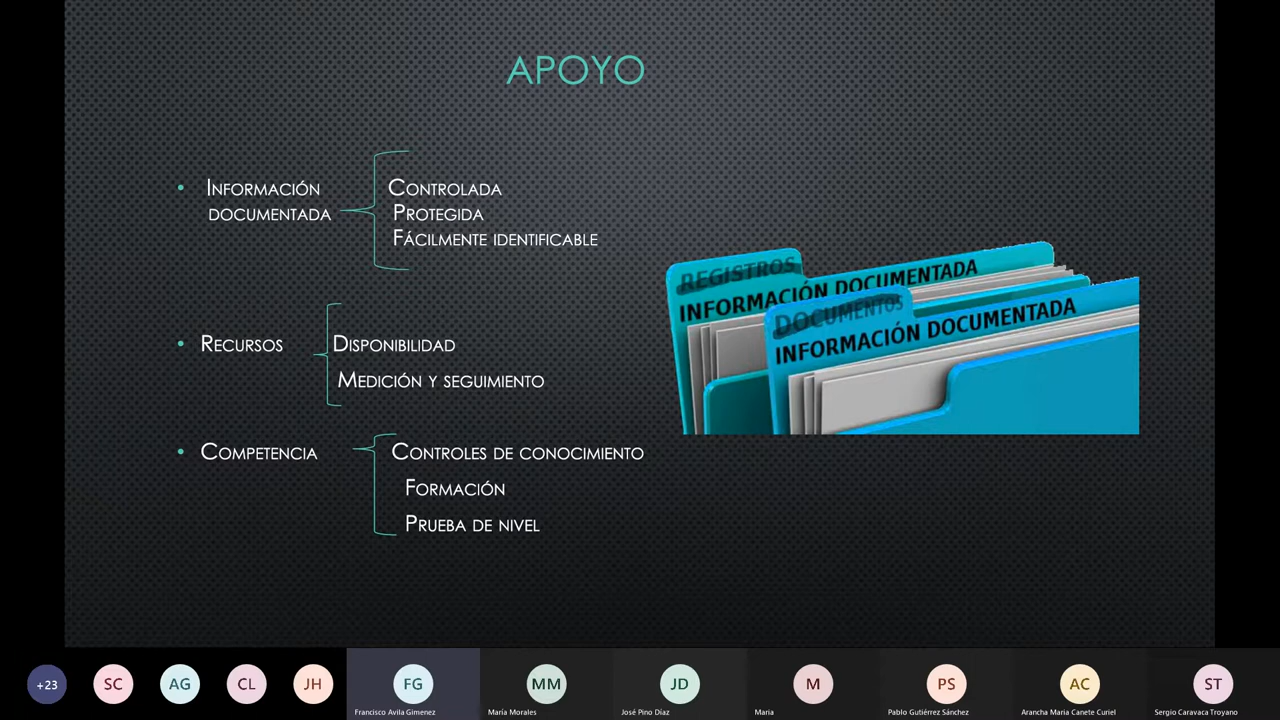 APOYO
• Información
documentada
Controlada
Protegida
Fácilmente identificable
• Recursos
Disponibilidad
Medición y seguimiento
• Competencia
Controles de conocimiento
Formación
Prueba de nivel
REGISTROS
INFORMACIÓN DOCUMENTADA
DOCUMENTOS
INFORMACIÓN DOCUMENTADA
+23
SC
AG
CL
JH
FG
Francisco Avila Gimenez
MM
María Morales
JD
José Pino Díaz
M
Maria
PS
Pablo Gutiérrez Sánchez
AC
Arancha Maria Canete Curiel
ST
Sergio Caravaca Troyano